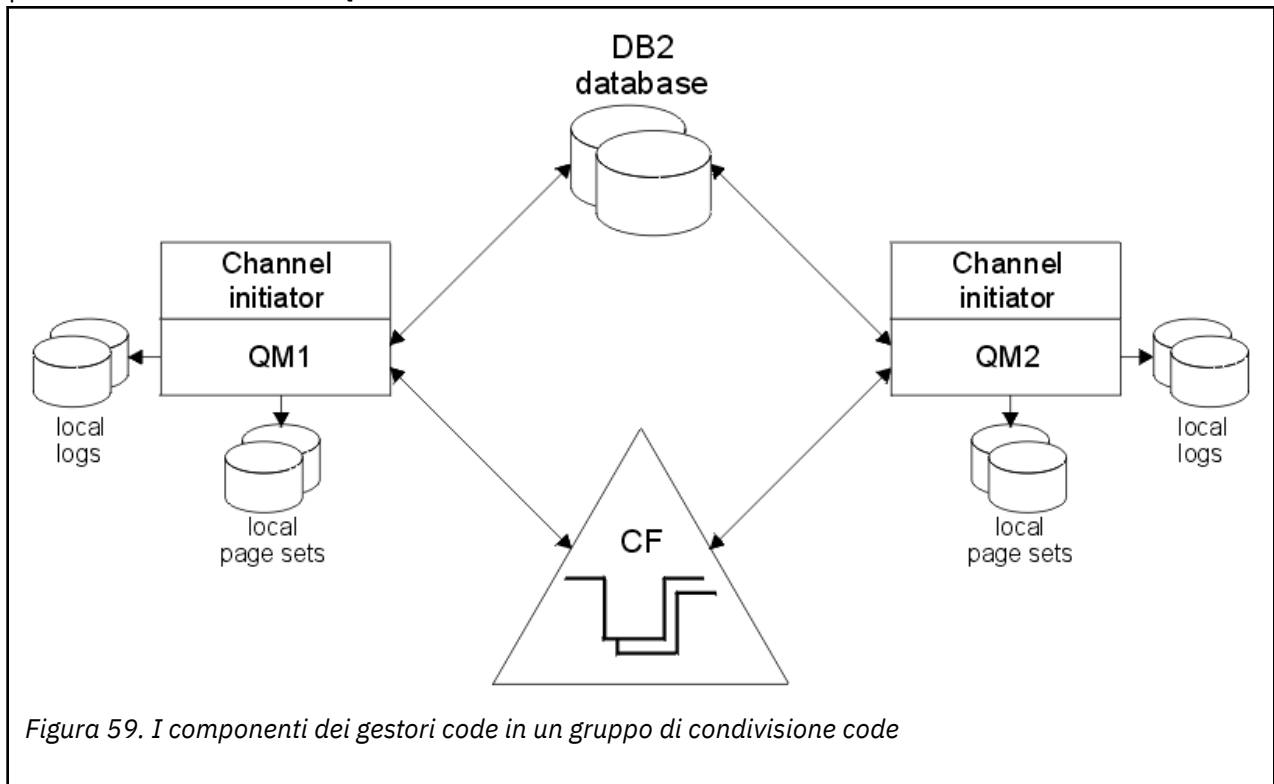 DB2
database
Channel
initiator
QM1
local
logs
local
page sets
Channel
initiator
QM2
local
logs
local
page sets
CF
Figura 59. I componenti dei gestori code in un gruppo di condivisione code